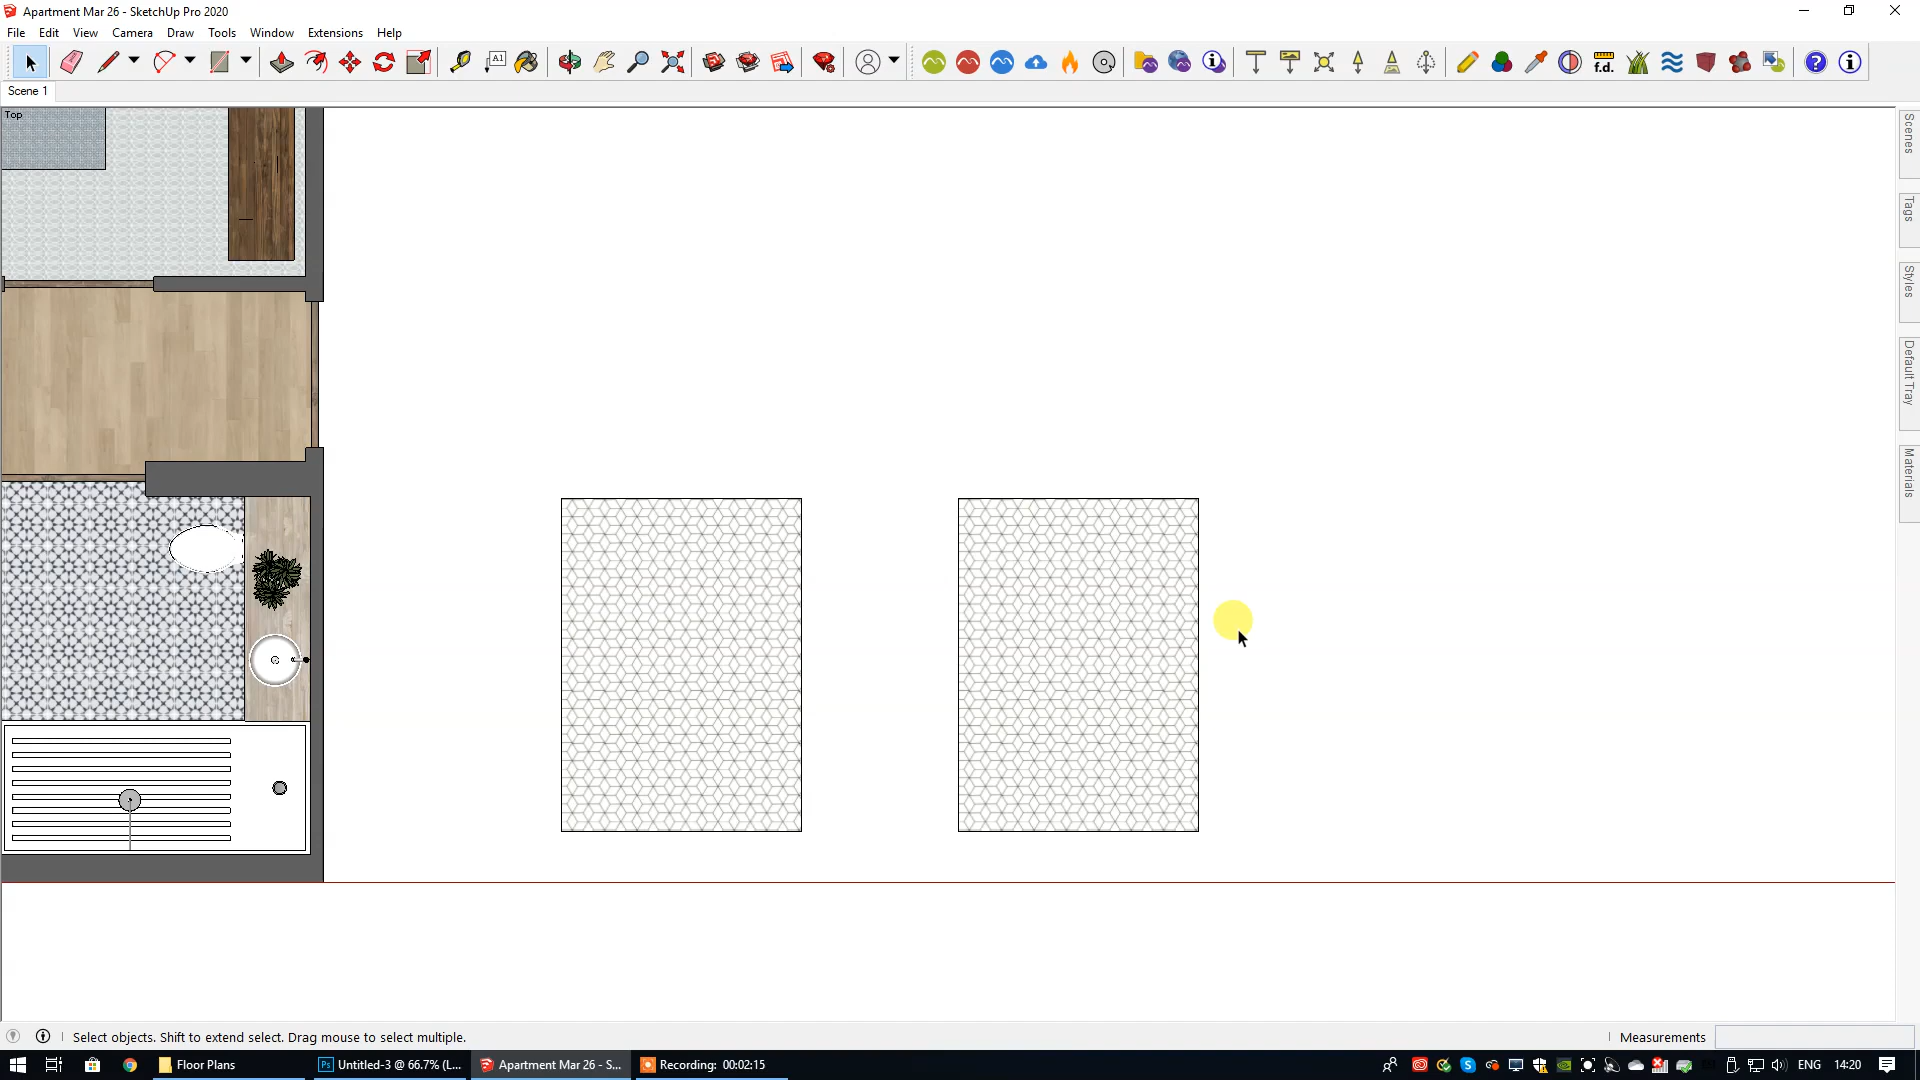 Apartment Mar 26 - SketchUp Pro 2020
File Edit View Camera Draw Tools Window Extensions Help
A1
f.d.
Scene 1
Top
Scenes
Tags
Styles
Default Tray
Materials
Select objects. Shift to extend select. Drag mouse to select multiple.
Measurements
Floor Plans
Ps Untitled-3 @ 66.7% (L...
Apartment Mar 26 - S...
Recording: 00:02:15
ENG 14:20